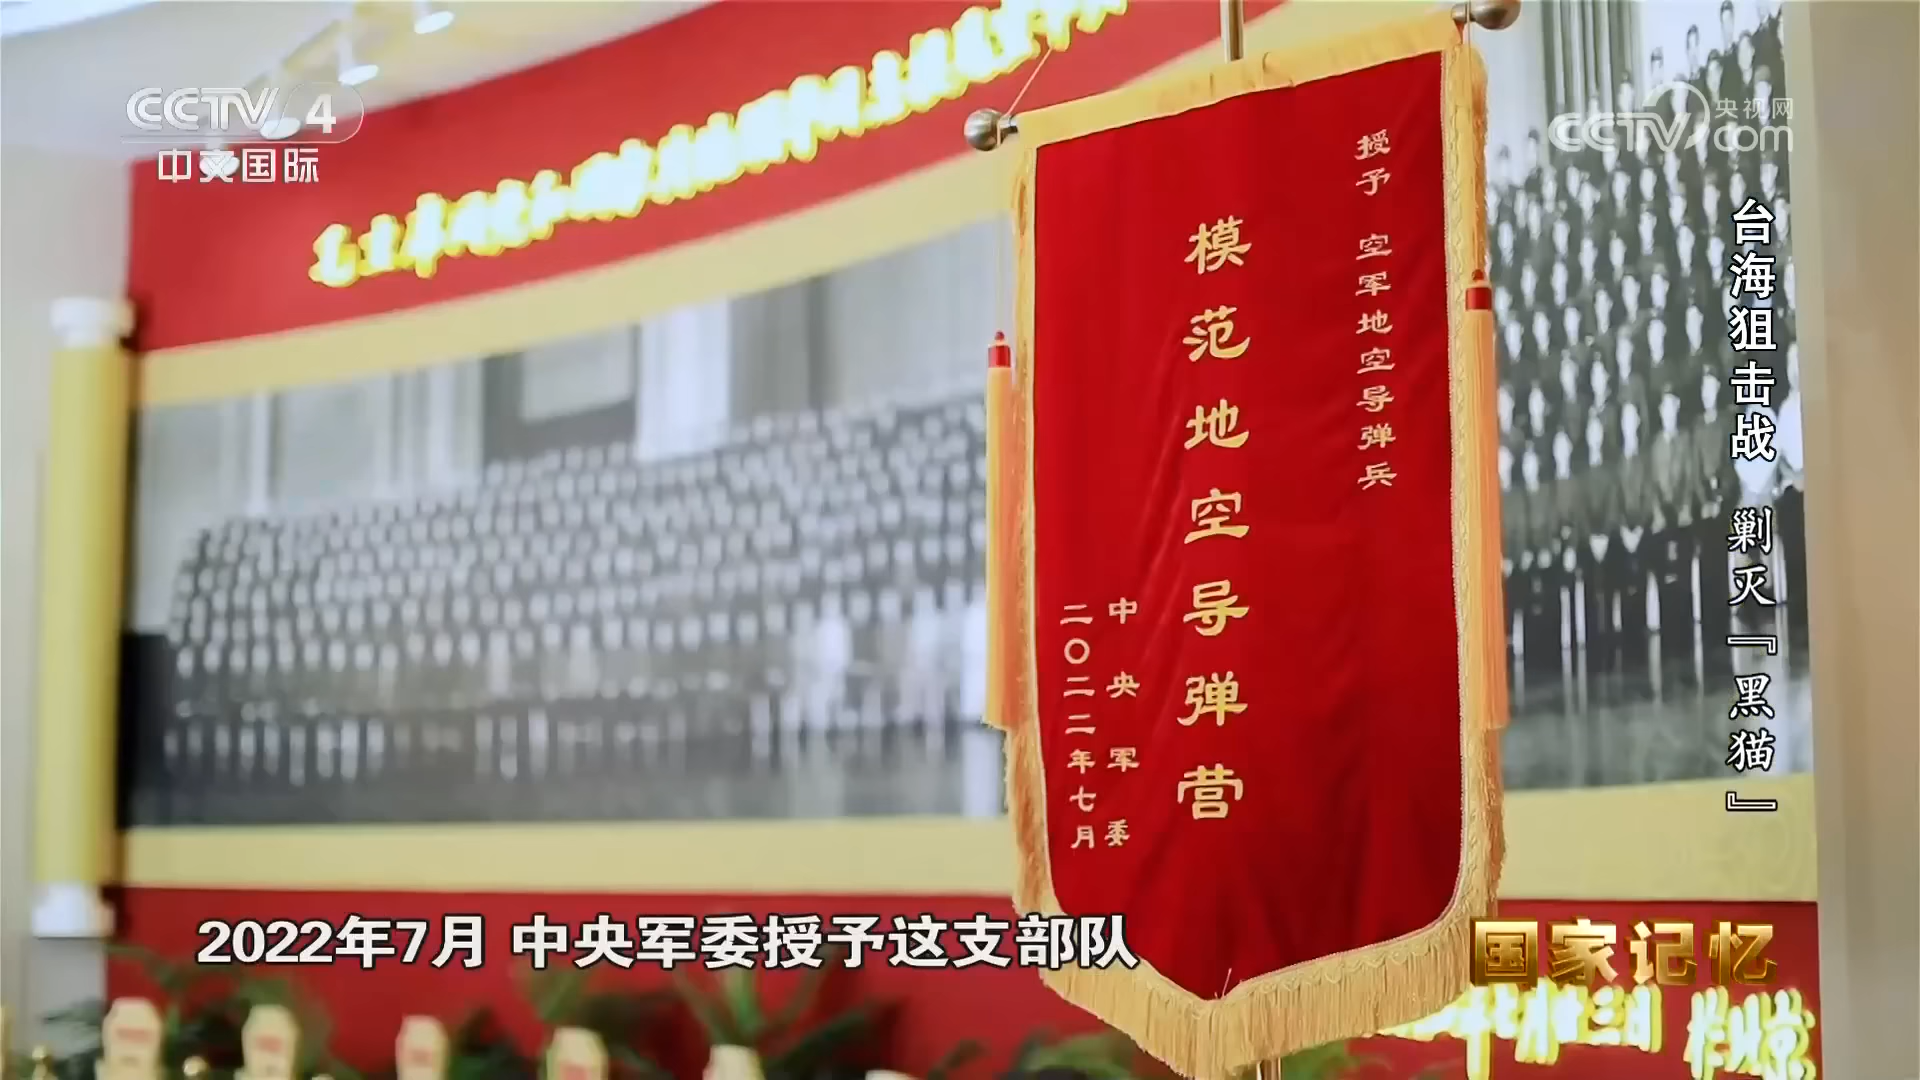 CCTV 4
中文国际
央视网
CCTV.com
授予 空军地空导弹兵
模范地空导弹营
中央军委
二〇二二年七月
台海狙击战 剿灭『黑猫』
2022年7月 中央军委授予这支部队
国家记忆